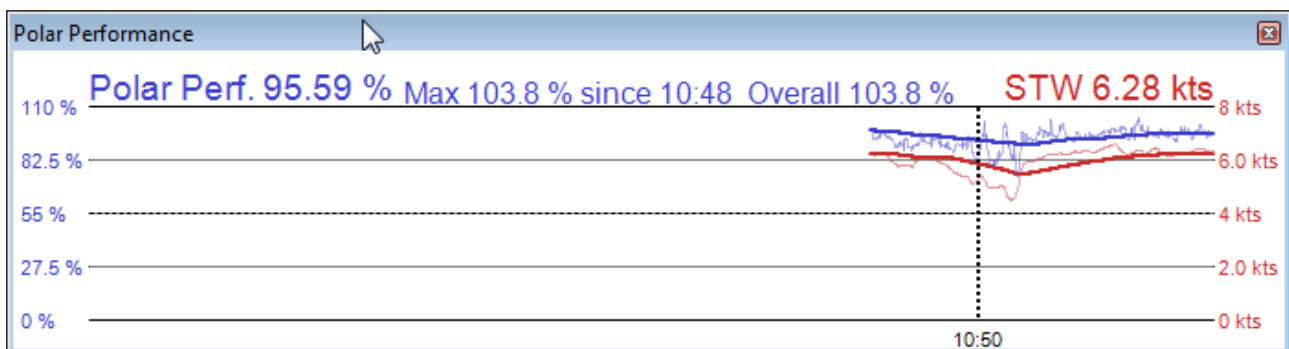 Polar Performance
Polar Perf. 95.59 % Max 103.8 % since 10:48 Overall 103.8 % STW 6.28 kts
110 % 8 kts
82.5 % 6.0 kts
55 % 4 kts
27.5 % 2.0 kts
0 % 0 kts
10:50